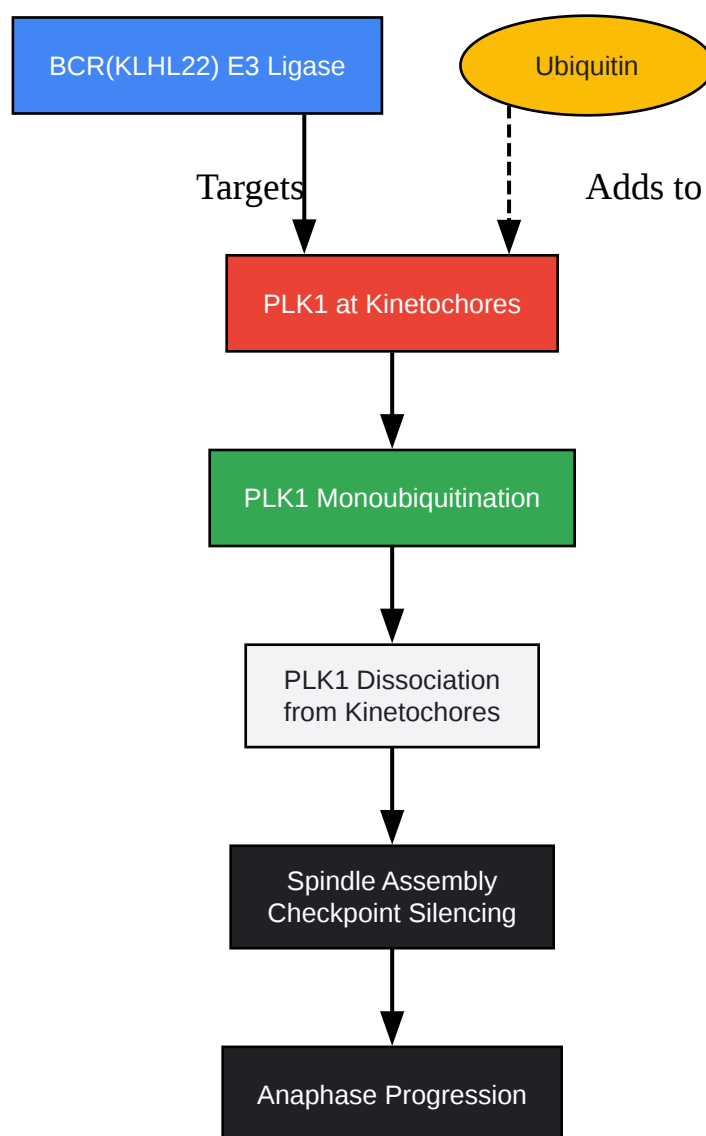 BCR(KLHL22) E3 Ligase
Ubiquitin
Targets
Adds to
PLK1 at Kinetochores
PLK1 Monoubiquitination
PLK1 Dissociation
from Kinetochores
Spindle Assembly
Checkpoint Silencing
Anaphase Progression